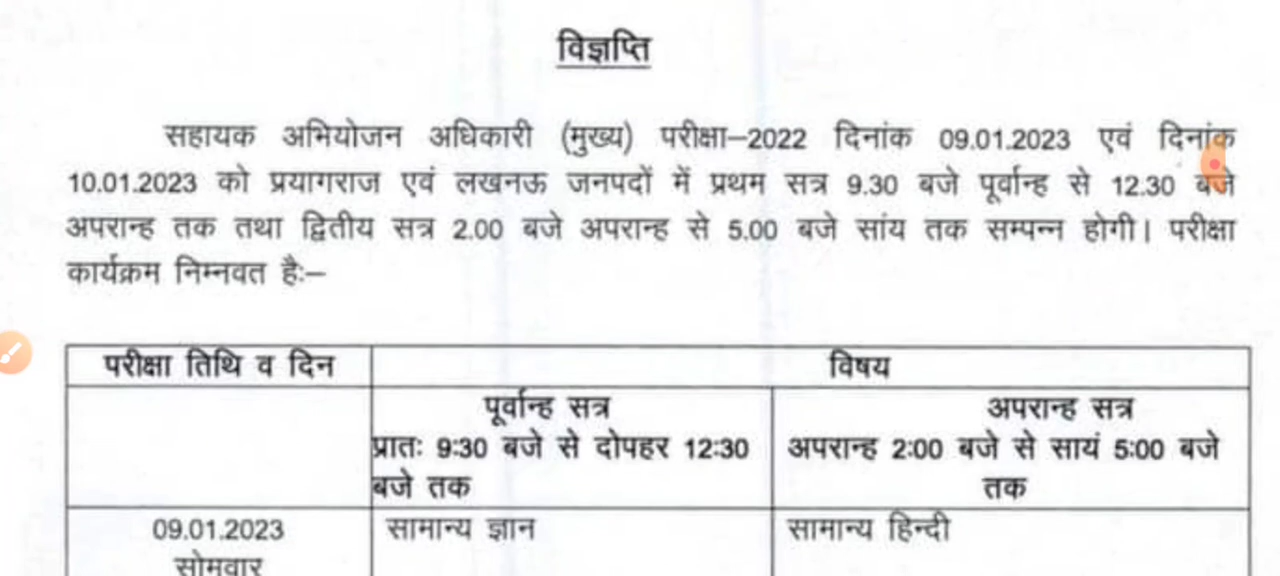 विज्ञप्ति
सहायक अभियोजन अधिकारी (मुख्य) परीक्षा–2022 दिनांक 09.01.2023 एवं दिनांक
10.01.2023 को प्रयागराज एवं लखनऊ जनपदों में प्रथम सत्र 9.30 बजे पूर्वान्ह से 12.30 बजे
अपरान्ह तक तथा द्वितीय सत्र 2.00 बजे अपरान्ह से 5.00 बजे सांय तक सम्पन्न होगी। परीक्षा
कार्यक्रम निम्नवत हैः–
परीक्षा तिथि व दिन विषय
पूर्वान्ह सत्र अपरान्ह सत्र
प्रातः 9:30 बजे से दोपहर 12:30 अपरान्ह 2:00 बजे से सायं 5:00 बजे
बजे तक तक
09.01.2023 सामान्य ज्ञान सामान्य हिन्दी
सोमवार